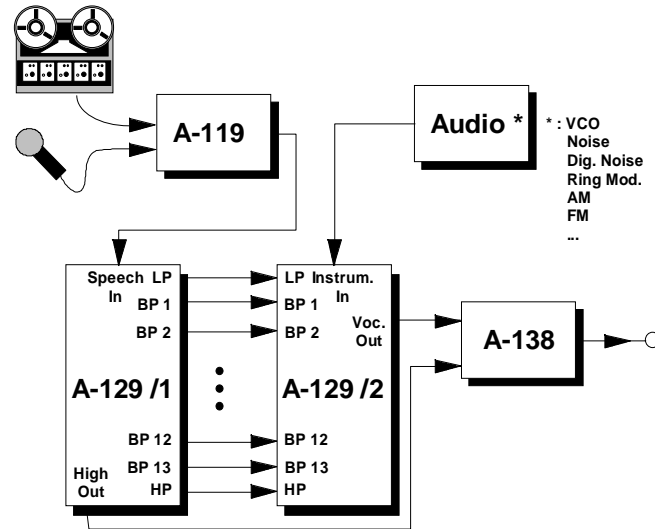 A-119
Audio *
* : VCO
Noise
Dig. Noise
Ring Mod.
AM
FM
...
Speech LP
In
BP 1
BP 2
A-129 /1
BP 12
BP 13
High
Out
HP
LP Instrum.
In
BP 1
BP 2
Voc.
Out
A-129 /2
BP 12
BP 13
HP
A-138